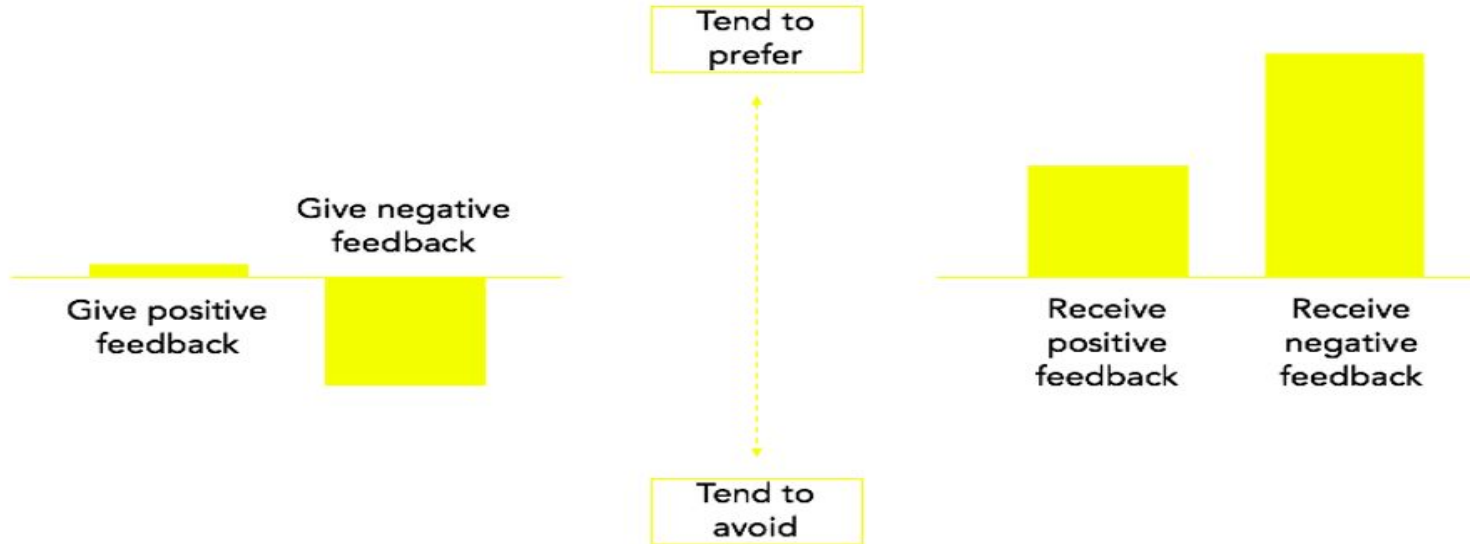 Tend to
prefer
Give negative
feedback
Give positive
feedback
Receive
positive
feedback
Receive
negative
feedback
Tend to
avoid